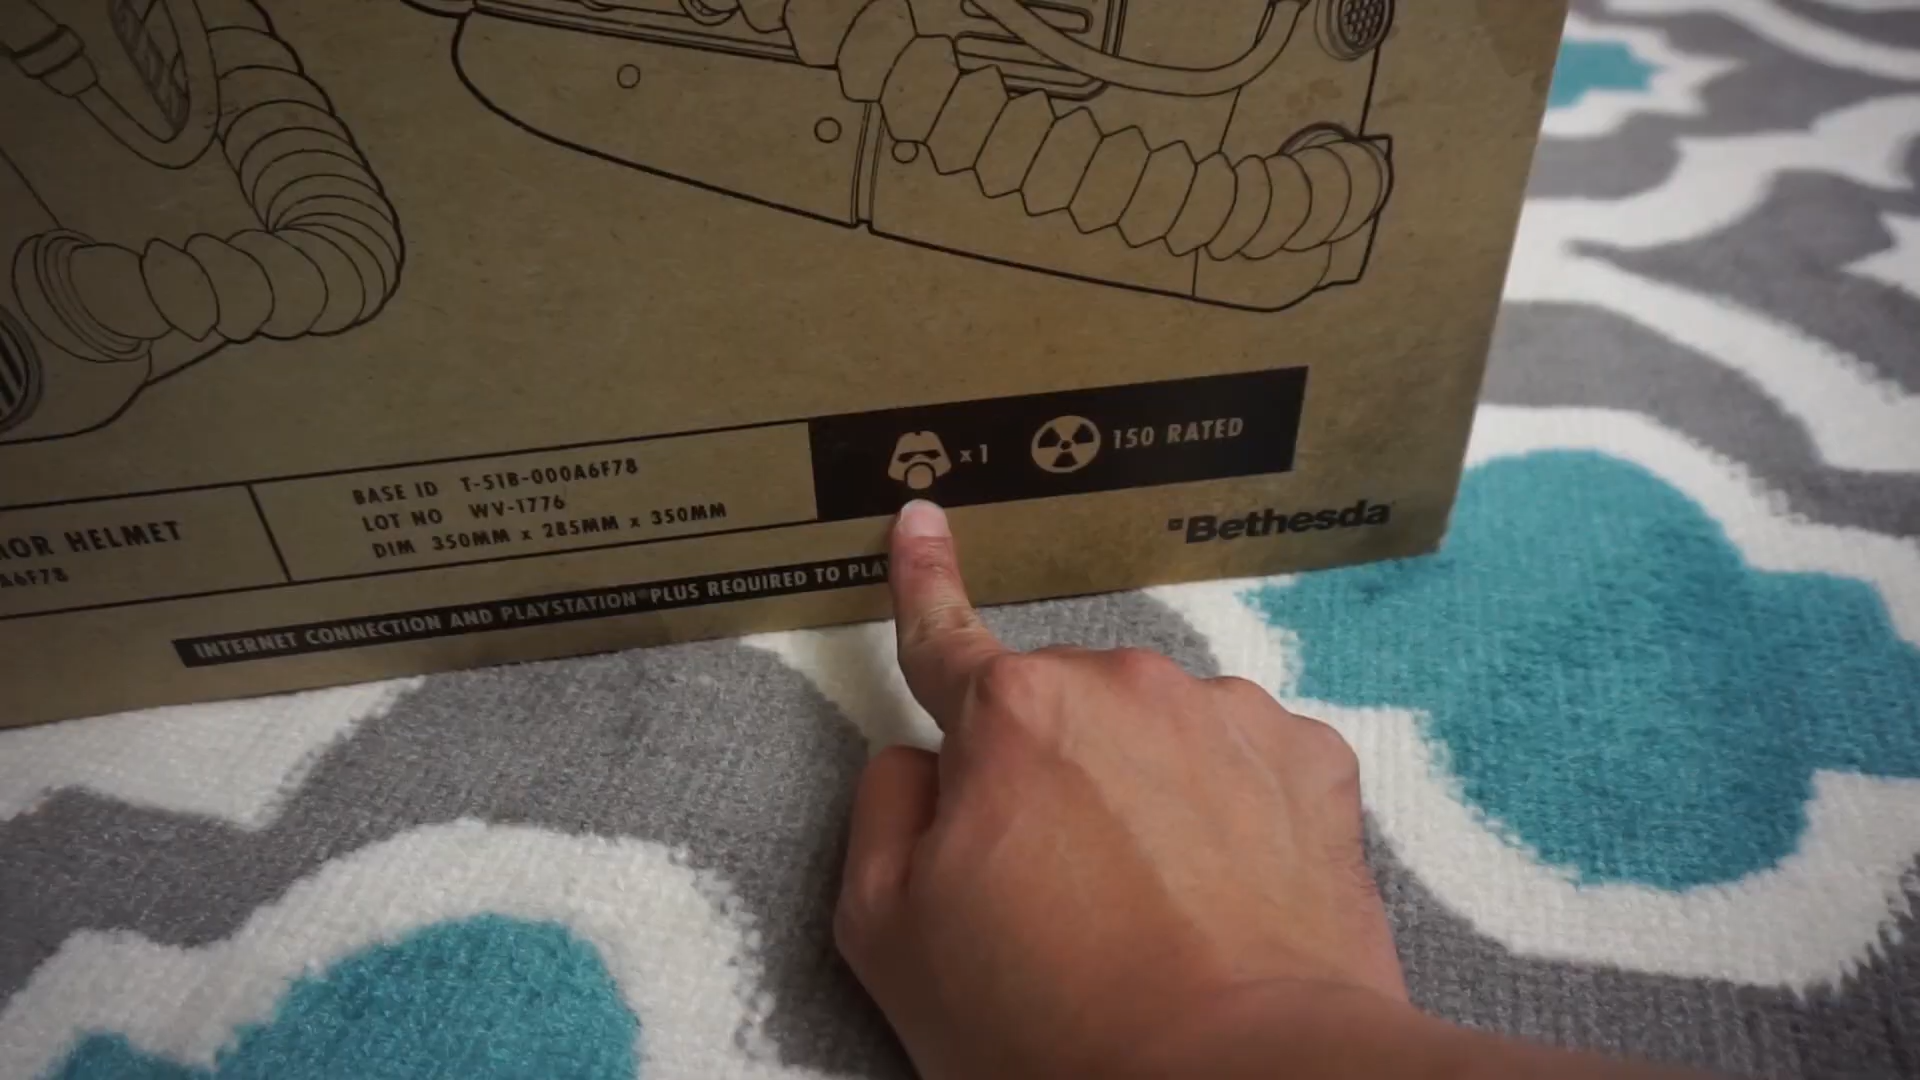 OR HELMET
A6F78
BASE ID T-51B-000A6F78
LOT NO WV-1776
DIM 350MM x 285MM x 350MM
x1
150 RATED
Bethesda
INTERNET CONNECTION AND PLAYSTATION®PLUS REQUIRED TO PLA